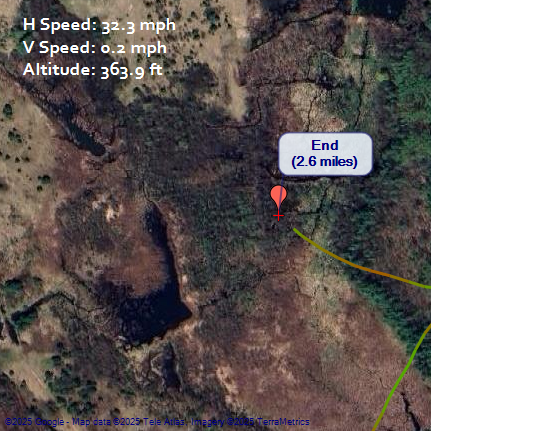 H Speed: 32.3 mph
V Speed: 0.2 mph
Altitude: 363.9 ft
End
(2.6 miles)
©2025 Google - Map data ©2025 Tele Atlas, Imagery ©2025 TerraMetrics